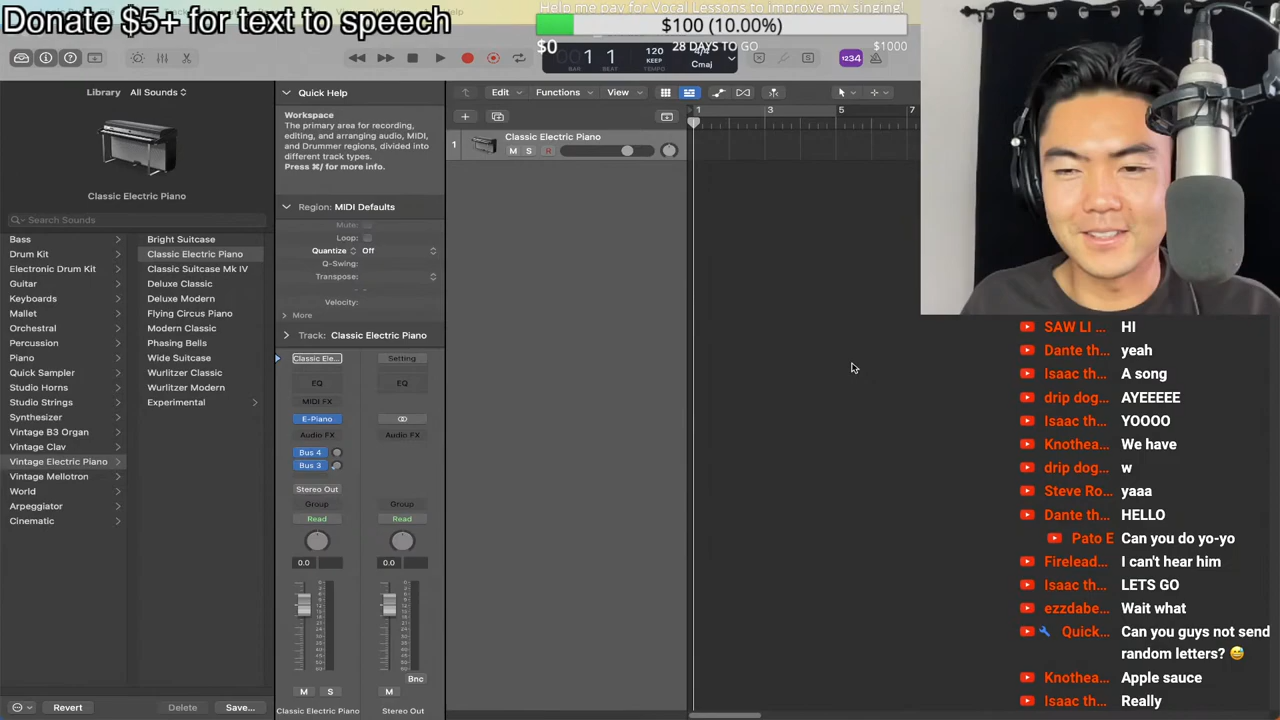 Donate $5+ for text to speech
Help me pay for Vocal Lessons to improve my singing!
$100 (10.00%)
$0
28 DAYS TO GO
$1000
1 1
BAR
BEAT
120
KEEP
TEMPO
4/4
Cmaj
1234
Library
All Sounds
Classic Electric Piano
Search Sounds
Bass
Drum Kit
Electronic Drum Kit
Guitar
Keyboards
Mallet
Orchestral
Percussion
Piano
Quick Sampler
Studio Horns
Studio Strings
Synthesizer
Vintage B3 Organ
Vintage Clav
Vintage Electric Piano
Vintage Mellotron
World
Arpeggiator
Cinematic
Bright Suitcase
Classic Electric Piano
Classic Suitcase Mk IV
Deluxe Classic
Deluxe Modern
Flying Circus Piano
Modern Classic
Phasing Bells
Wide Suitcase
Wurlitzer Classic
Wurlitzer Modern
Experimental
Revert
Delete
Save...
Quick Help
Workspace
The primary area for recording,
editing, and arranging audio, MIDI,
and Drummer regions, divided into
different track types.
Press ⌘/ for more info.
Region: MIDI Defaults
Mute:
Loop:
Quantize
Off
Q-Swing:
Transpose:
Velocity:
More
Track: Classic Electric Piano
Classic Ele...
Setting
EQ
EQ
MIDI FX
E-Piano
Audio FX
Audio FX
Bus 4
Bus 3
Stereo Out
Group
Group
Read
Read
0.0
0.0
Bnc
M
S
M
Classic Electric Piano
Stereo Out
Edit
Functions
View
1
3
5
7
1
Classic Electric Piano
M
S
R
SAW LI ... HI
Dante th... yeah
Isaac th... A song
drip dog... AYEEEEE
Isaac th... YOOOO
Knothea... We have
drip dog... w
Steve Ro... yaaa
Dante th... HELLO
Pato E Can you do yo-yo
Firelead... I can't hear him
Isaac th... LETS GO
ezzdabe... Wait what
Quick... Can you guys not send
random letters? 😅
Knothea... Apple sauce
Isaac th... Really